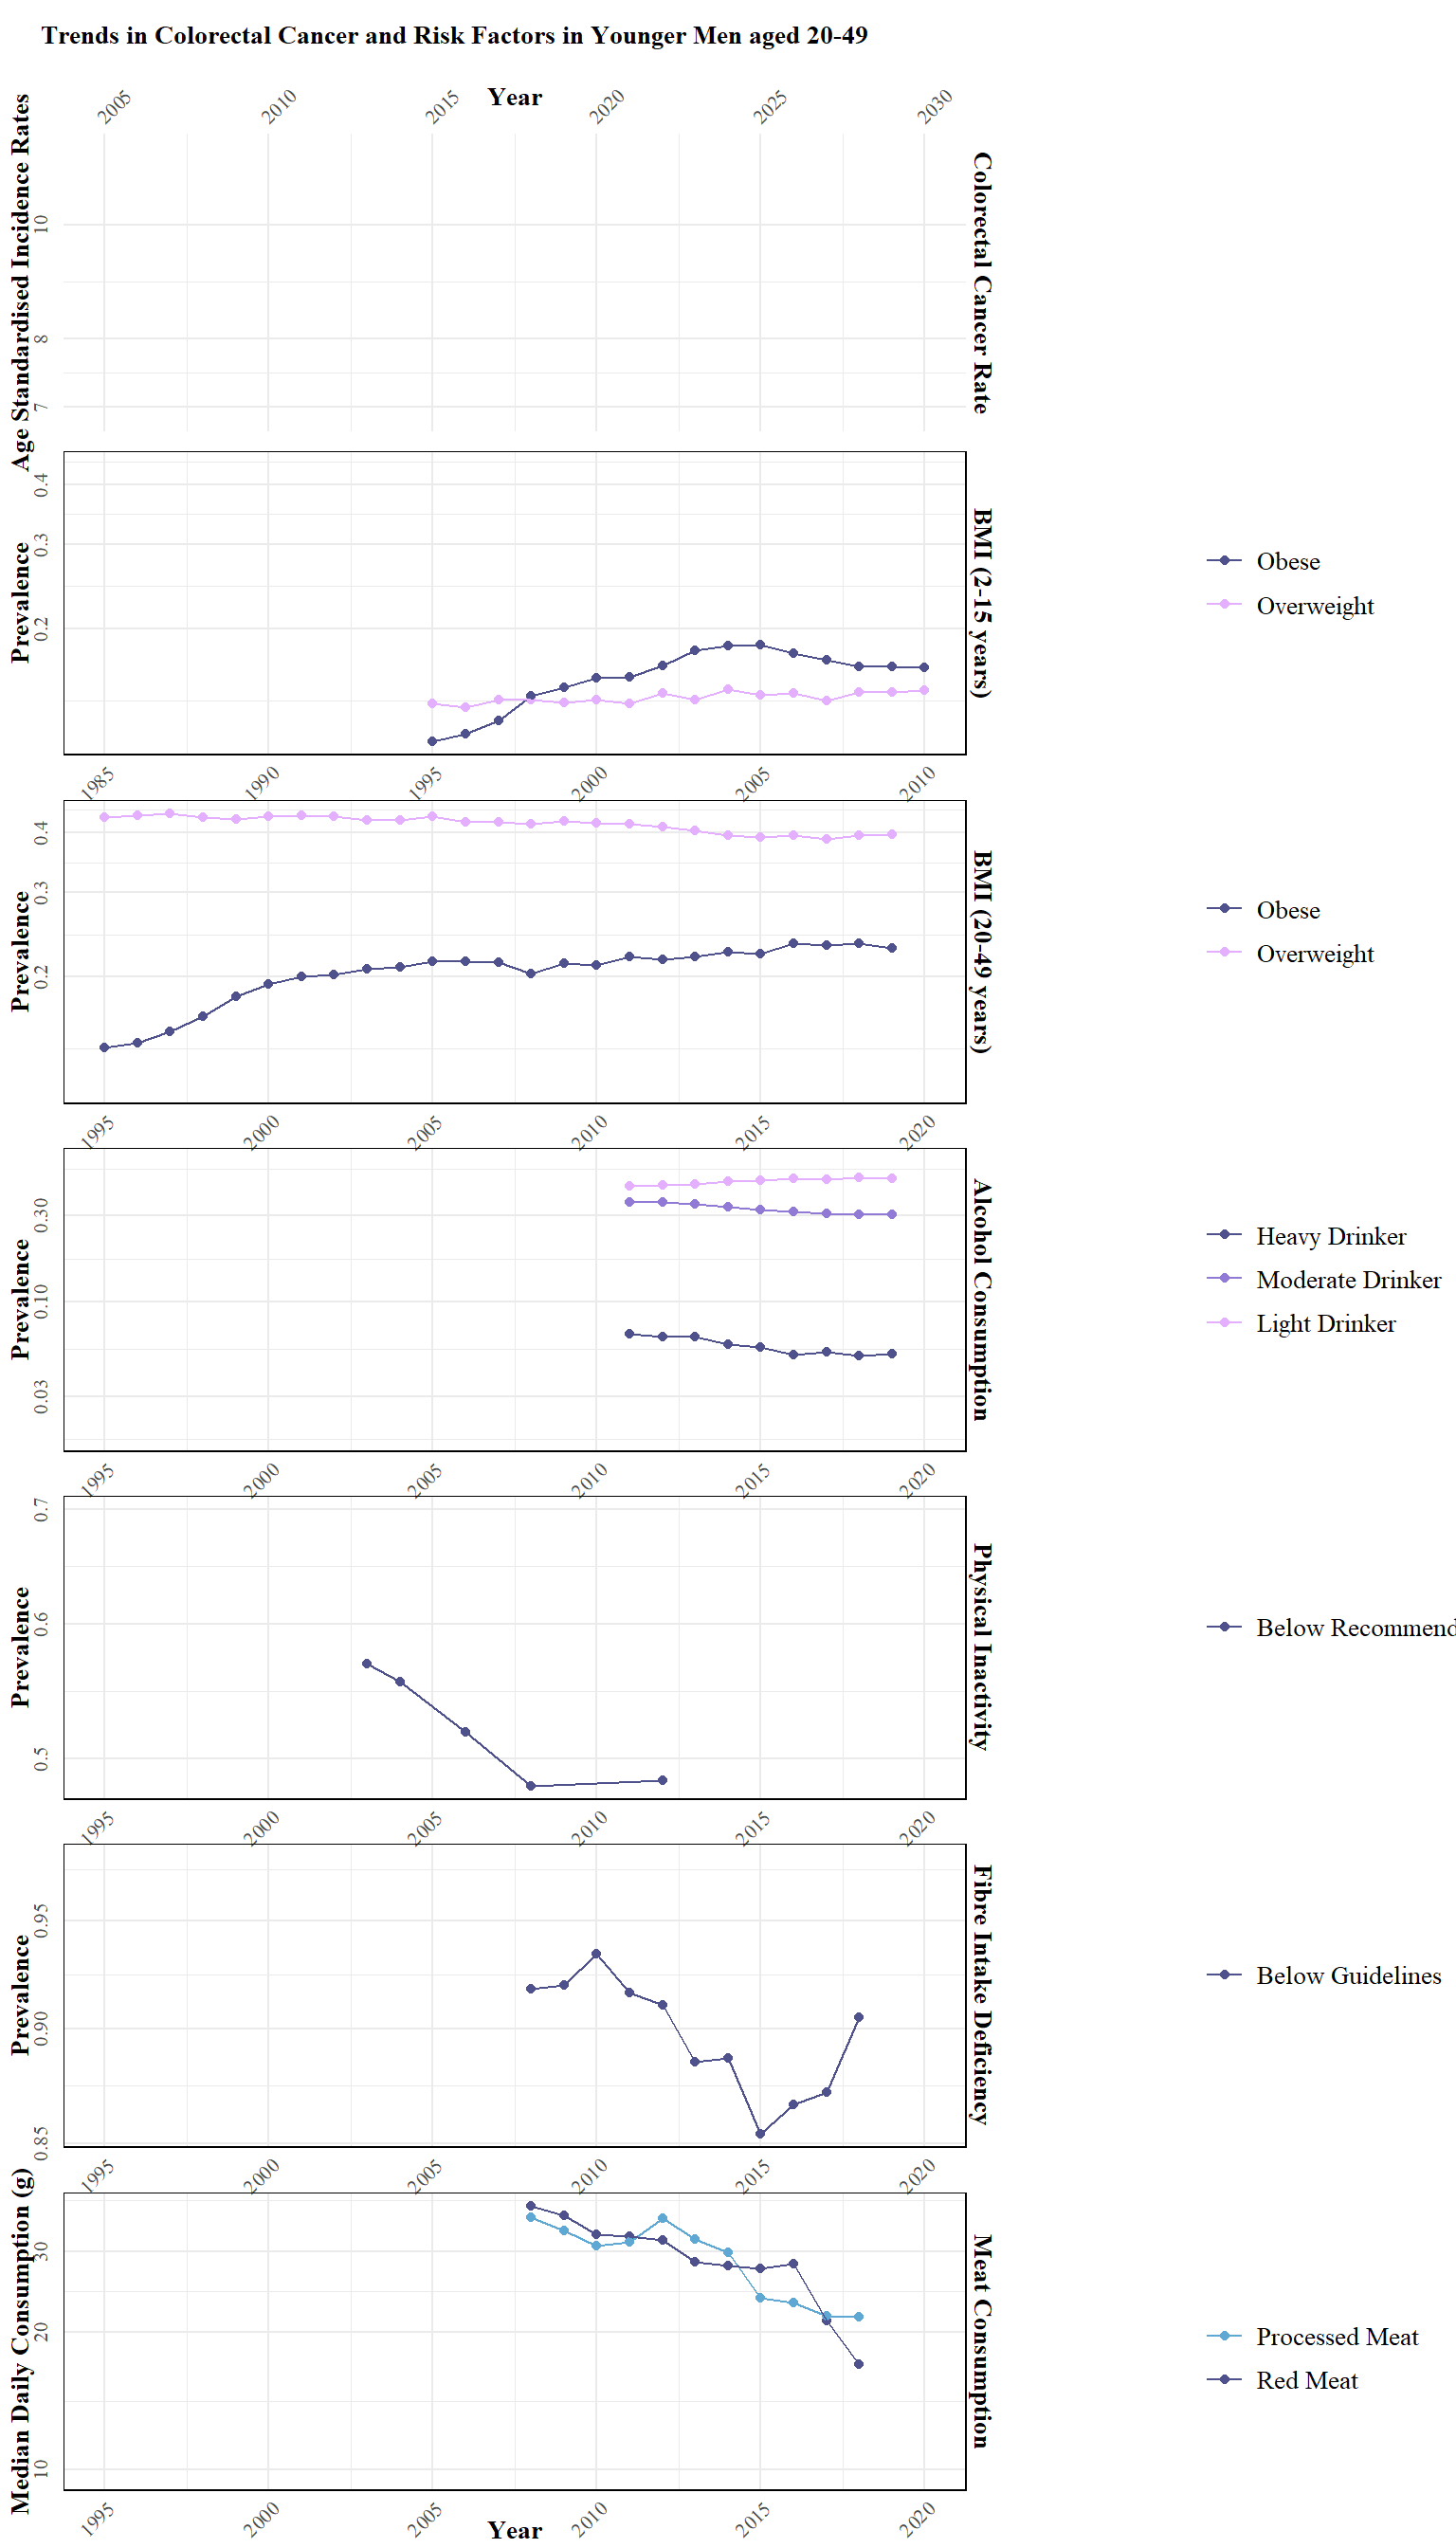 Trends in Colorectal Cancer and Risk Factors in Younger Men aged 20-49
Year
2005 2010 2015 2020 2025 2030
Age Standardised Incidence Rates
10
8
7
Colorectal Cancer Rate
Prevalence
0.4
0.3
0.2
BMI (2-15 years)
Obese
Overweight
1985 1990 1995 2000 2005 2010
Prevalence
0.4
0.3
0.2
BMI (20-49 years)
Obese
Overweight
1995 2000 2005 2010 2015 2020
Prevalence
0.30
0.10
0.03
Alcohol Consumption
Heavy Drinker
Moderate Drinker
Light Drinker
1995 2000 2005 2010 2015 2020
Prevalence
0.7
0.6
0.5
Physical Inactivity
Below Recommend
1995 2000 2005 2010 2015 2020
Prevalence
0.95
0.90
0.85
Fibre Intake Deficiency
Below Guidelines
1995 2000 2005 2010 2015 2020
Median Daily Consumption (g)
30
20
10
Meat Consumption
Processed Meat
Red Meat
1995 2000 2005 2010 2015 2020
Year